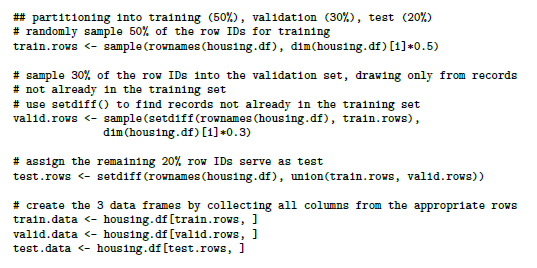 ## partitioning into training (50%), validation (30%), test (20%)
# randomly sample 50% of the row IDs for training
train.rows <- sample(rownames(housing.df), dim(housing.df)[1]*0.5)

# sample 30% of the row IDs into the validation set, drawing only from records
# not already in the training set
# use setdiff() to find records not already in the training set
valid.rows <- sample(setdiff(rownames(housing.df), train.rows),
              dim(housing.df)[1]*0.3)

# assign the remaining 20% row IDs serve as test
test.rows <- setdiff(rownames(housing.df), union(train.rows, valid.rows))

# create the 3 data frames by collecting all columns from the appropriate rows
train.data <- housing.df[train.rows, ]
valid.data <- housing.df[valid.rows, ]
test.data <- housing.df[test.rows, ]